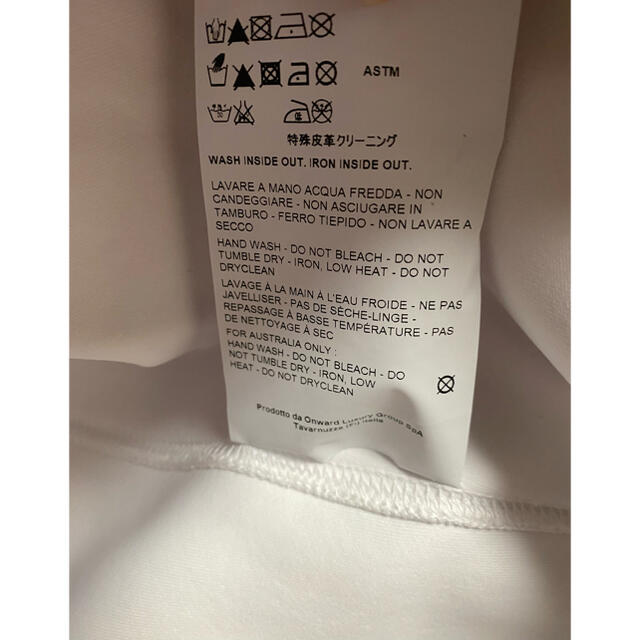 ASTM
特殊皮革クリーニング
WASH INSIDE OUT. IRON INSIDE OUT.
LAVARE A MANO ACQUA FREDDA - NON
CANDEGGIARE - NON ASCIUGARE IN
TAMBURO - FERRO TIEPIDO - NON LAVARE A
SECCO
HAND WASH - DO NOT BLEACH - DO NOT
TUMBLE DRY - IRON, LOW HEAT - DO NOT
DRYCLEAN
LAVAGE À LA MAIN À L'EAU FROIDE - NE PAS
JAVELLISER - PAS DE SÈCHE-LINGE -
REPASSAGE À BASSE TEMPÉRATURE - PAS
DE NETTOYAGE À SEC
FOR AUSTRALIA ONLY :
HAND WASH - DO NOT BLEACH - DO
NOT TUMBLE DRY - IRON, LOW
HEAT - DO NOT DRYCLEAN
Prodotto da Onward Luxury Group SpA
Tavarnuzze (FI) Italia